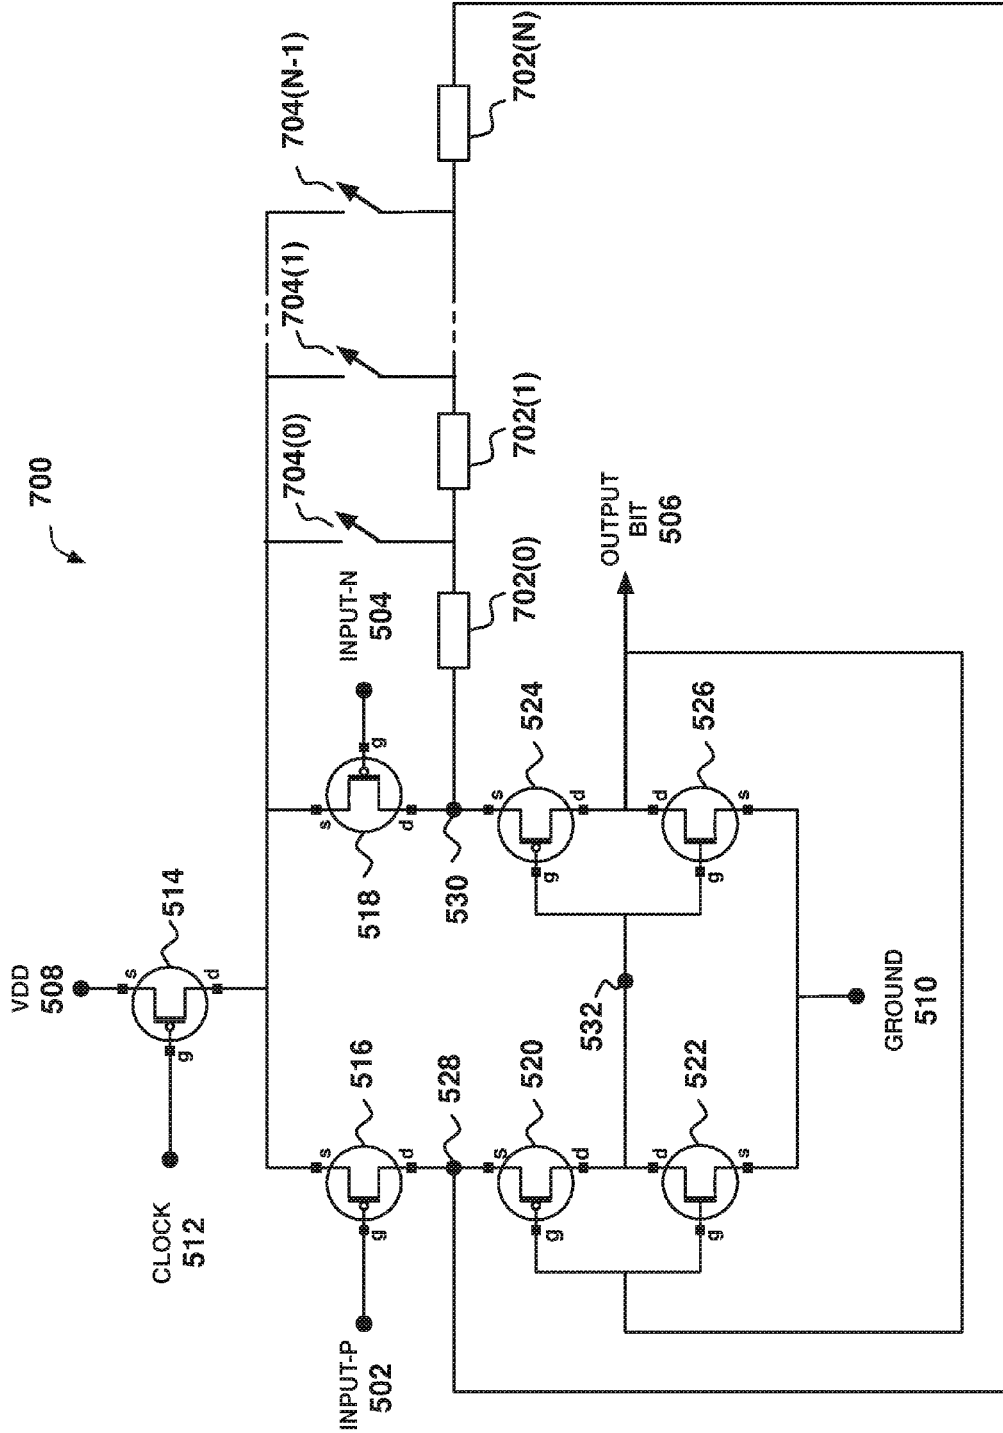 700
VDD
508
CLOCK
512
s
g
d
514
INPUT-P
502
s
g
d
516
528
s
g
d
520
d
g
s
522
532
INPUT-N
504
s
g
d
518
530
s
g
d
524
d
g
s
526
GROUND
510
OUTPUT
BIT
506
704(0)
704(1)
704(N-1)
702(0)
702(1)
702(N)